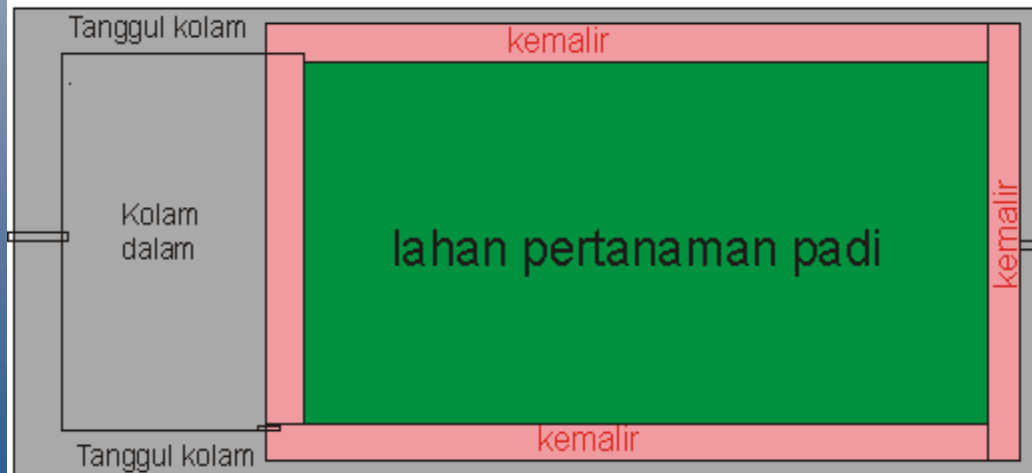 Tanggul kolam
kemalir
Kolam
dalam
lahan pertanaman padi
kemalir
kemalir
Tanggul kolam